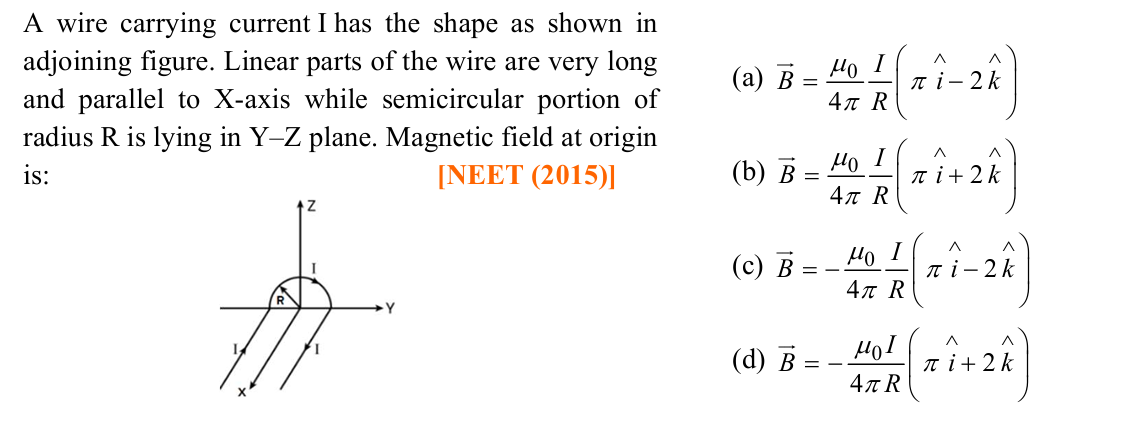 A wire carrying current I has the shape as shown in
adjoining figure. Linear parts of the wire are very long
and parallel to X-axis while semicircular portion of
radius R is lying in Y–Z plane. Magnetic field at origin
is: [NEET (2015)]
Z
I
R
Y
I
I
X
(a) $\vec{B} = \frac{\mu_0}{4\pi} \frac{I}{R} \left( \pi \hat{i} - 2\hat{k} \right)$
(b) $\vec{B} = \frac{\mu_0}{4\pi} \frac{I}{R} \left( \pi \hat{i} + 2\hat{k} \right)$
(c) $\vec{B} = -\frac{\mu_0}{4\pi} \frac{I}{R} \left( \pi \hat{i} - 2\hat{k} \right)$
(d) $\vec{B} = -\frac{\mu_0 I}{4\pi R} \left( \pi \hat{i} + 2\hat{k} \right)$